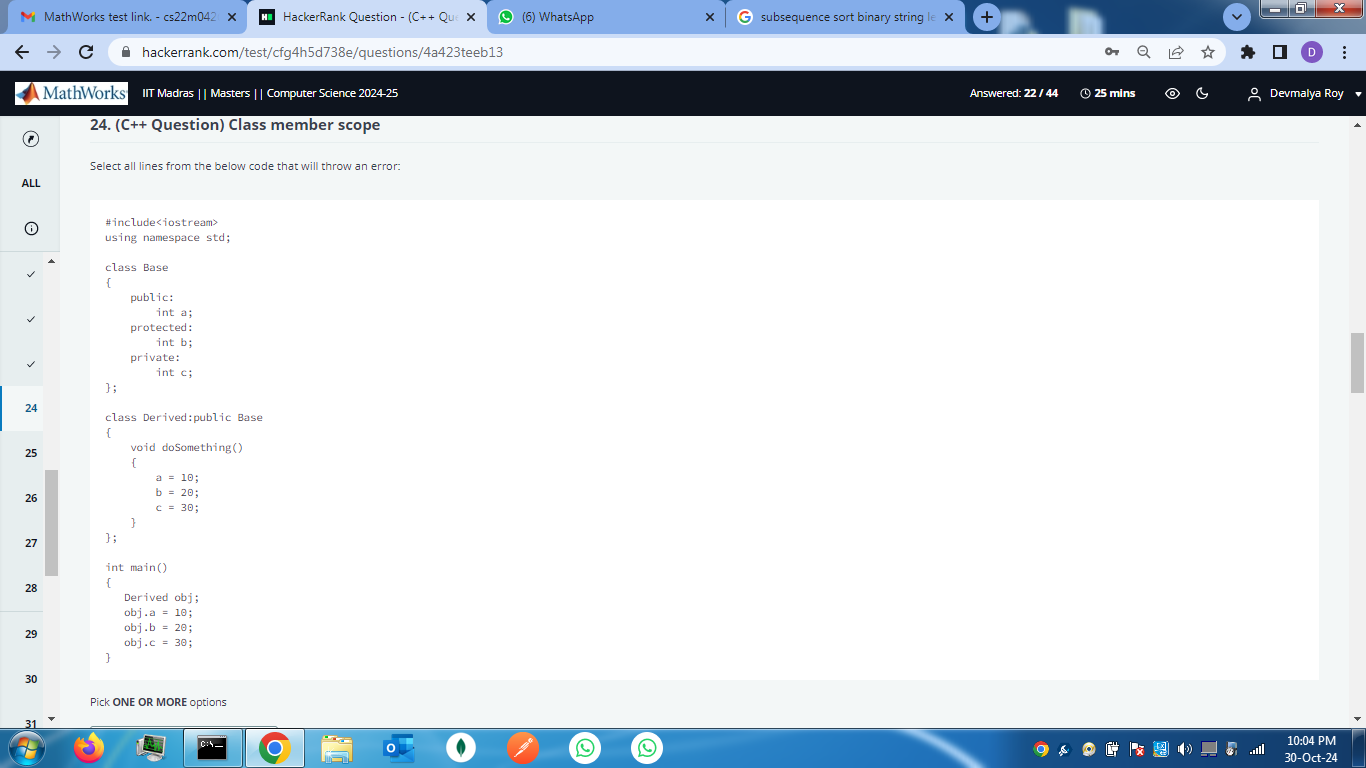 MathWorks test link. - cs22m042
HackerRank Question - (C++ Que
(6) WhatsApp
subsequence sort binary string le
hackerrank.com/test/cfg4h5d738e/questions/4a423teeb13
D
MathWorks
IIT Madras || Masters || Computer Science 2024-25
Answered: 22 / 44
25 mins
Devmalya Roy
ALL
24
25
26
27
28
29
30
31
24. (C++ Question) Class member scope
Select all lines from the below code that will throw an error:
#include<iostream>
using namespace std;
class Base
{
public:
int a;
protected:
int b;
private:
int c;
};
class Derived:public Base
{
void doSomething()
{
a = 10;
b = 20;
c = 30;
}
};
int main()
{
Derived obj;
obj.a = 10;
obj.b = 20;
obj.c = 30;
}
Pick ONE OR MORE options
10:04 PM
30-Oct-24